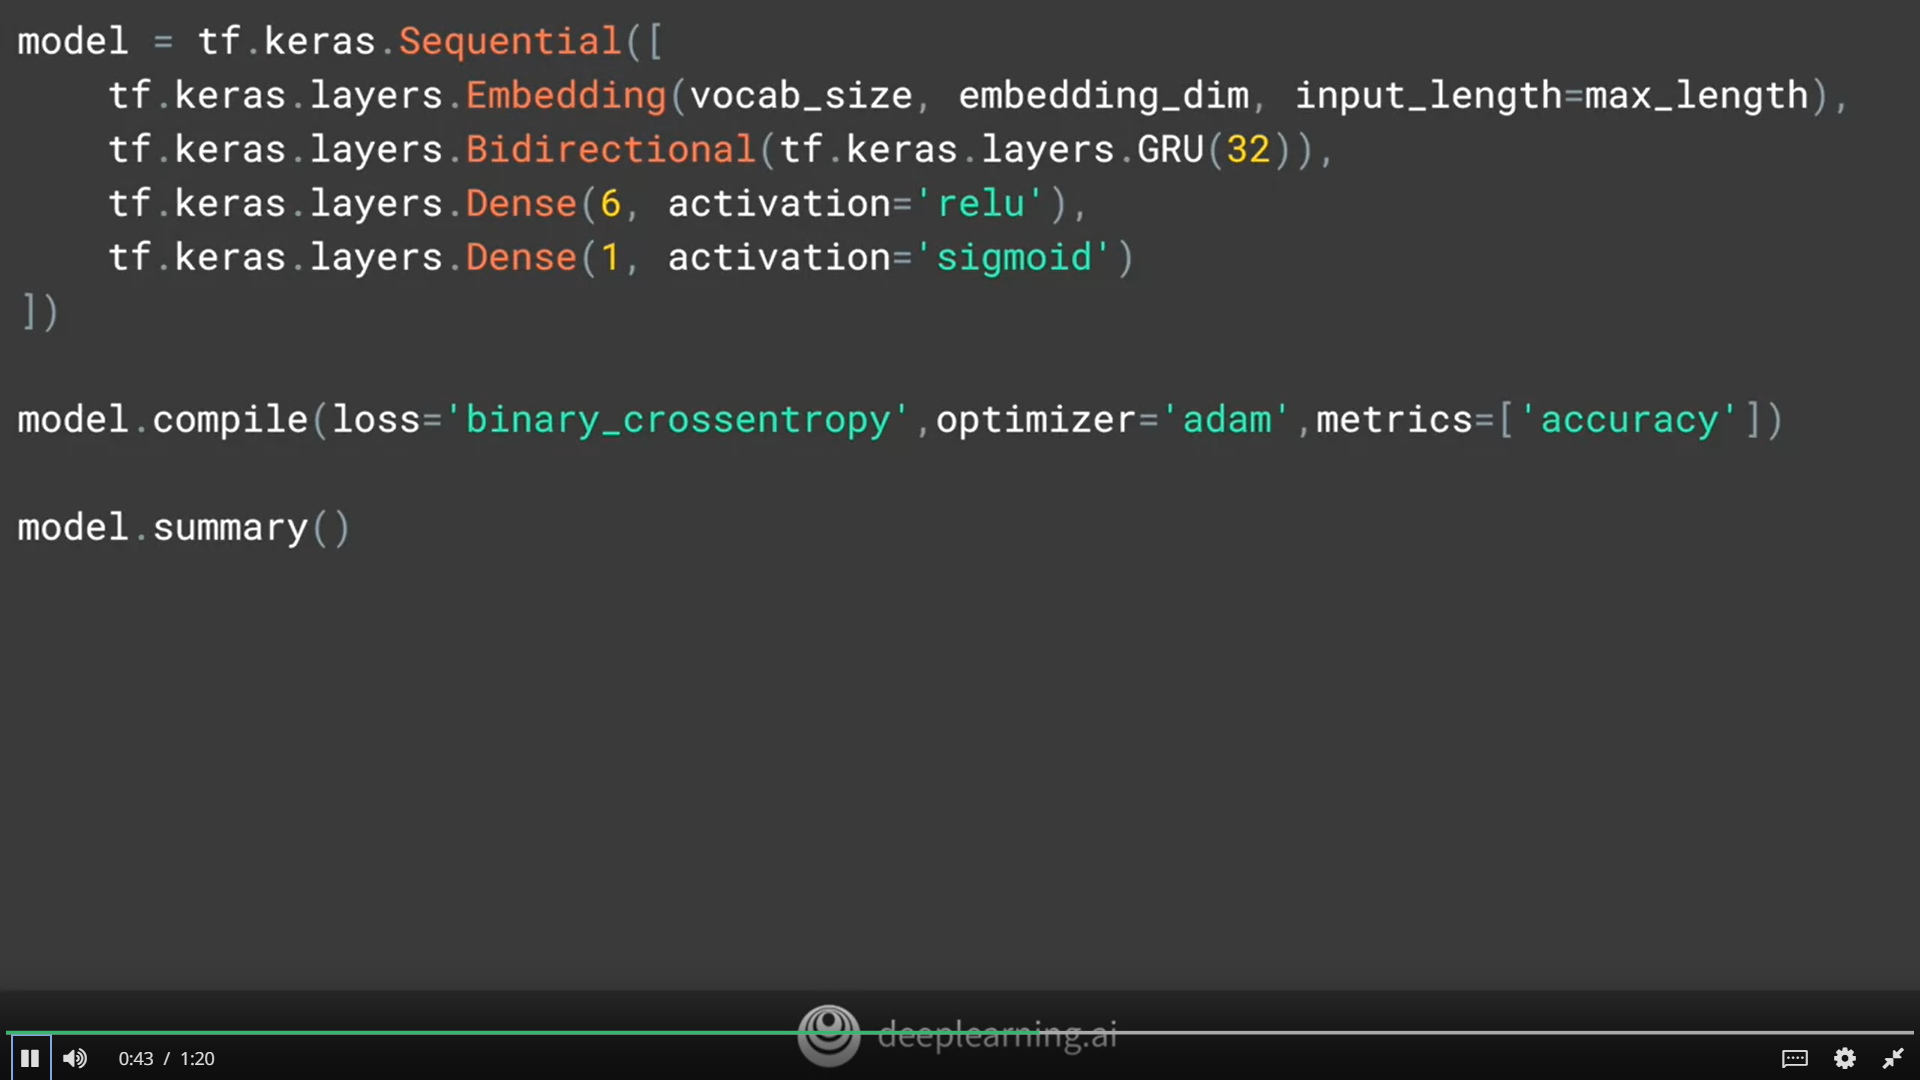 model = tf.keras.Sequential([
    tf.keras.layers.Embedding(vocab_size, embedding_dim, input_length=max_length),
    tf.keras.layers.Bidirectional(tf.keras.layers.GRU(32)),
    tf.keras.layers.Dense(6, activation='relu'),
    tf.keras.layers.Dense(1, activation='sigmoid')
])
model.compile(loss='binary_crossentropy',optimizer='adam',metrics=['accuracy'])
model.summary()
deeplearning.ai
0:43 / 1:20